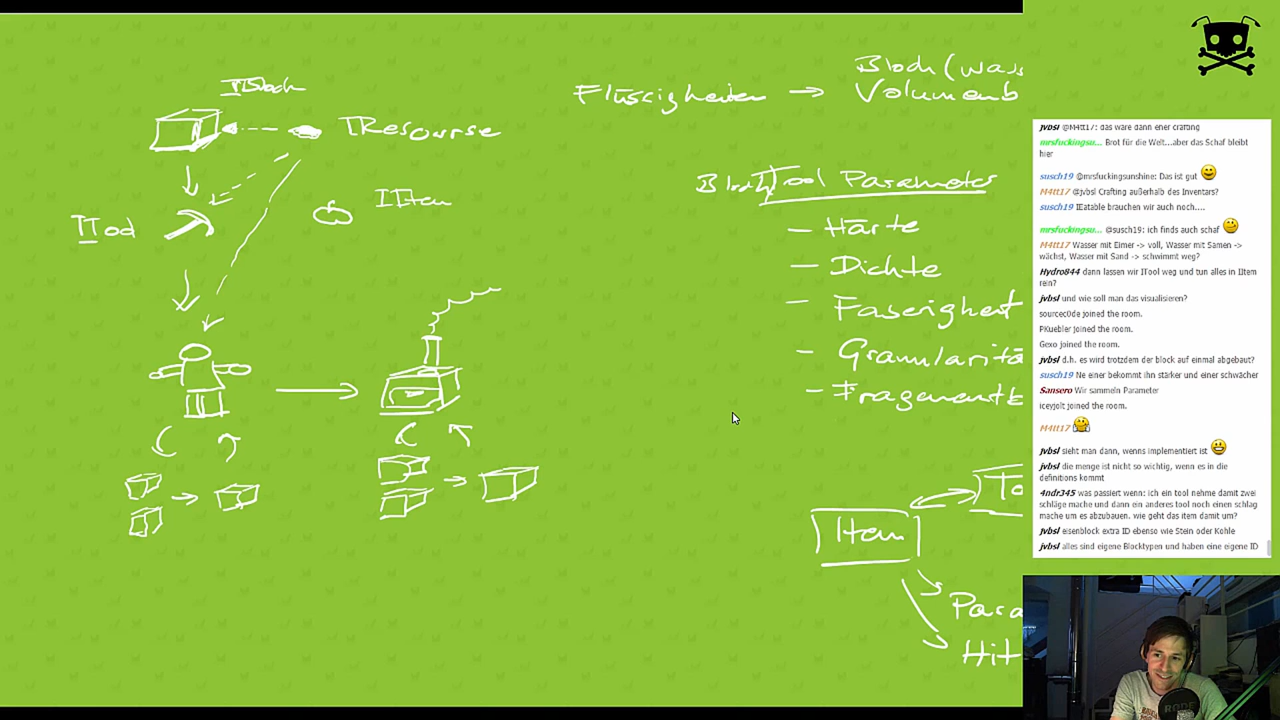 IBlock
IResourse
ITool
IItem
Flüssigkeiten → Block (wass
Volumenb
Block/Tool Parameter
- Härte
- Dichte
- Faserigkeit
- Granularitä
- Fragmentb
To
Item
Para
Hit
jvbsl @M4tt17: das wäre dann ener crafting
mrsfuckingsu... Brot für die Welt...aber das Schaf bleibt
hier
susch19 @mrsfuckingsunshine: Das ist gut
M4tt17 @jvbsl Crafting außerhalb des Inventars?
susch19 IEatable brauchen wir auch noch....
mrsfuckingsu... @susch19: ich finds auch schaf
M4tt17 Wasser mit Eimer -> voll, Wasser mit Samen ->
wächst, Wasser mit Sand -> schwimmt weg?
Hydro844 dann lassen wir ITool weg und tun alles in IItem
rein?
jvbsl und wie soll man das visualisieren?
sourcec0de joined the room.
PKuebler joined the room.
Gexo joined the room.
jvbsl d.h. es wird trotzdem der block auf einmal abgebaut?
susch19 Ne einer bekommt ihn stärker und einer schwächer
Sansero Wir sammeln Parameter
iceyjolt joined the room.
M4tt17
jvbsl sieht man dann, wenns implementiert ist
jvbsl die menge ist nicht so wichtig, wenn es in die
definitions kommt
4ndr345 was passiert wenn: ich ein tool nehme damit zwei
schläge mache und dann ein anderes tool noch einen schlag
mache um es abzubauen. wie geht das item damit um?
jvbsl eisenblock extra ID ebenso wie Stein oder Kohle
jvbsl alles sind eigene Blocktypen und haben eine eigene ID
RODE